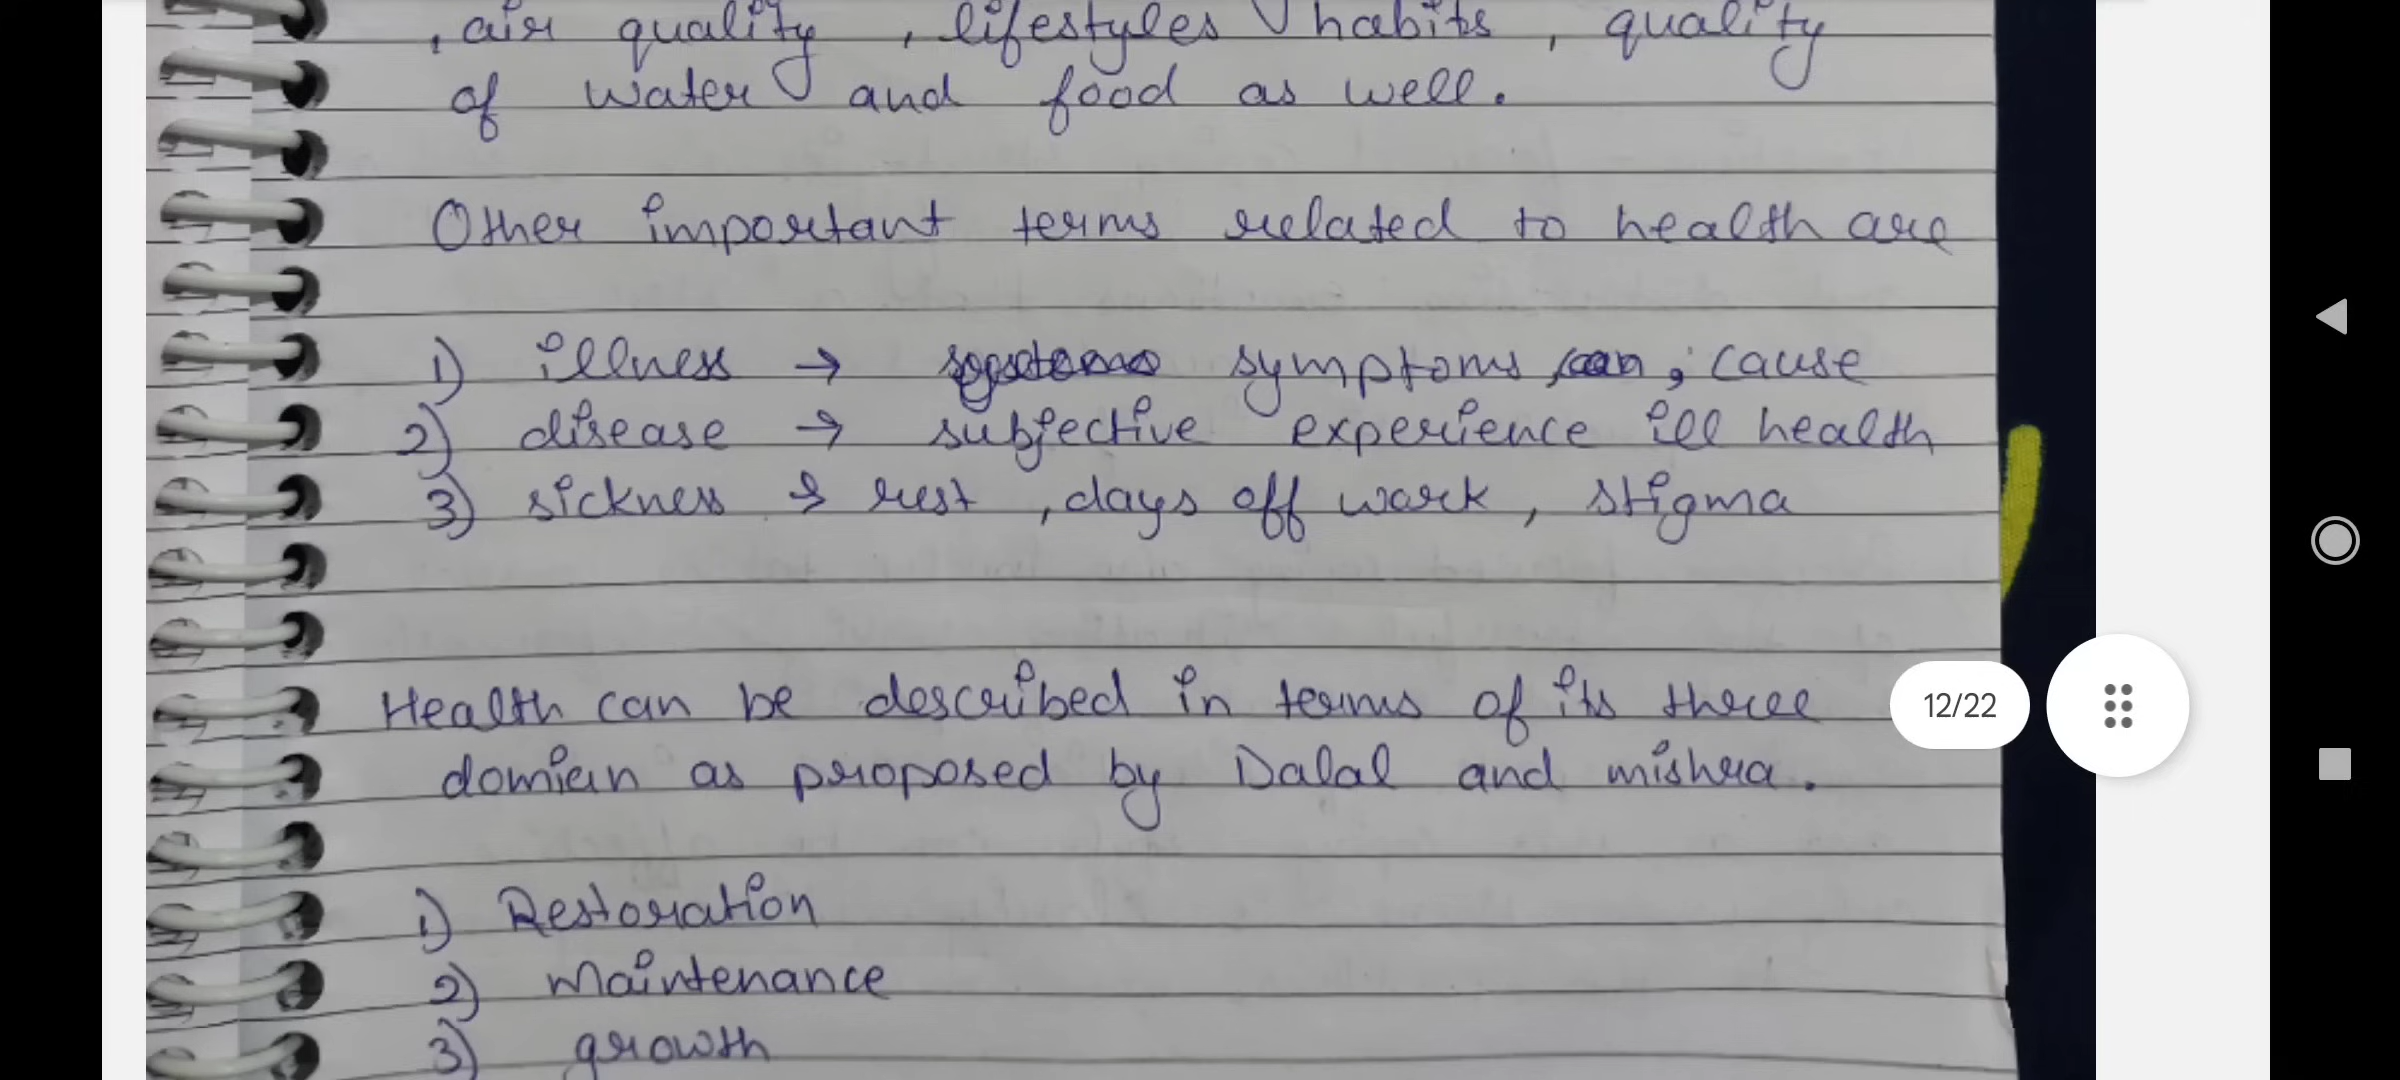 , air quality , lifestyles habits , quality
of water and food as well.
Other important terms related to health are
1) illness → symptoms , cause
2) disease → subjective experience ill health
3) sickness → rest , days off work , stigma
Health can be described in terms of its three
domian as proposed by Dalal and mishra.
12/22
1) Restoration
2) Maintenance
3) growth